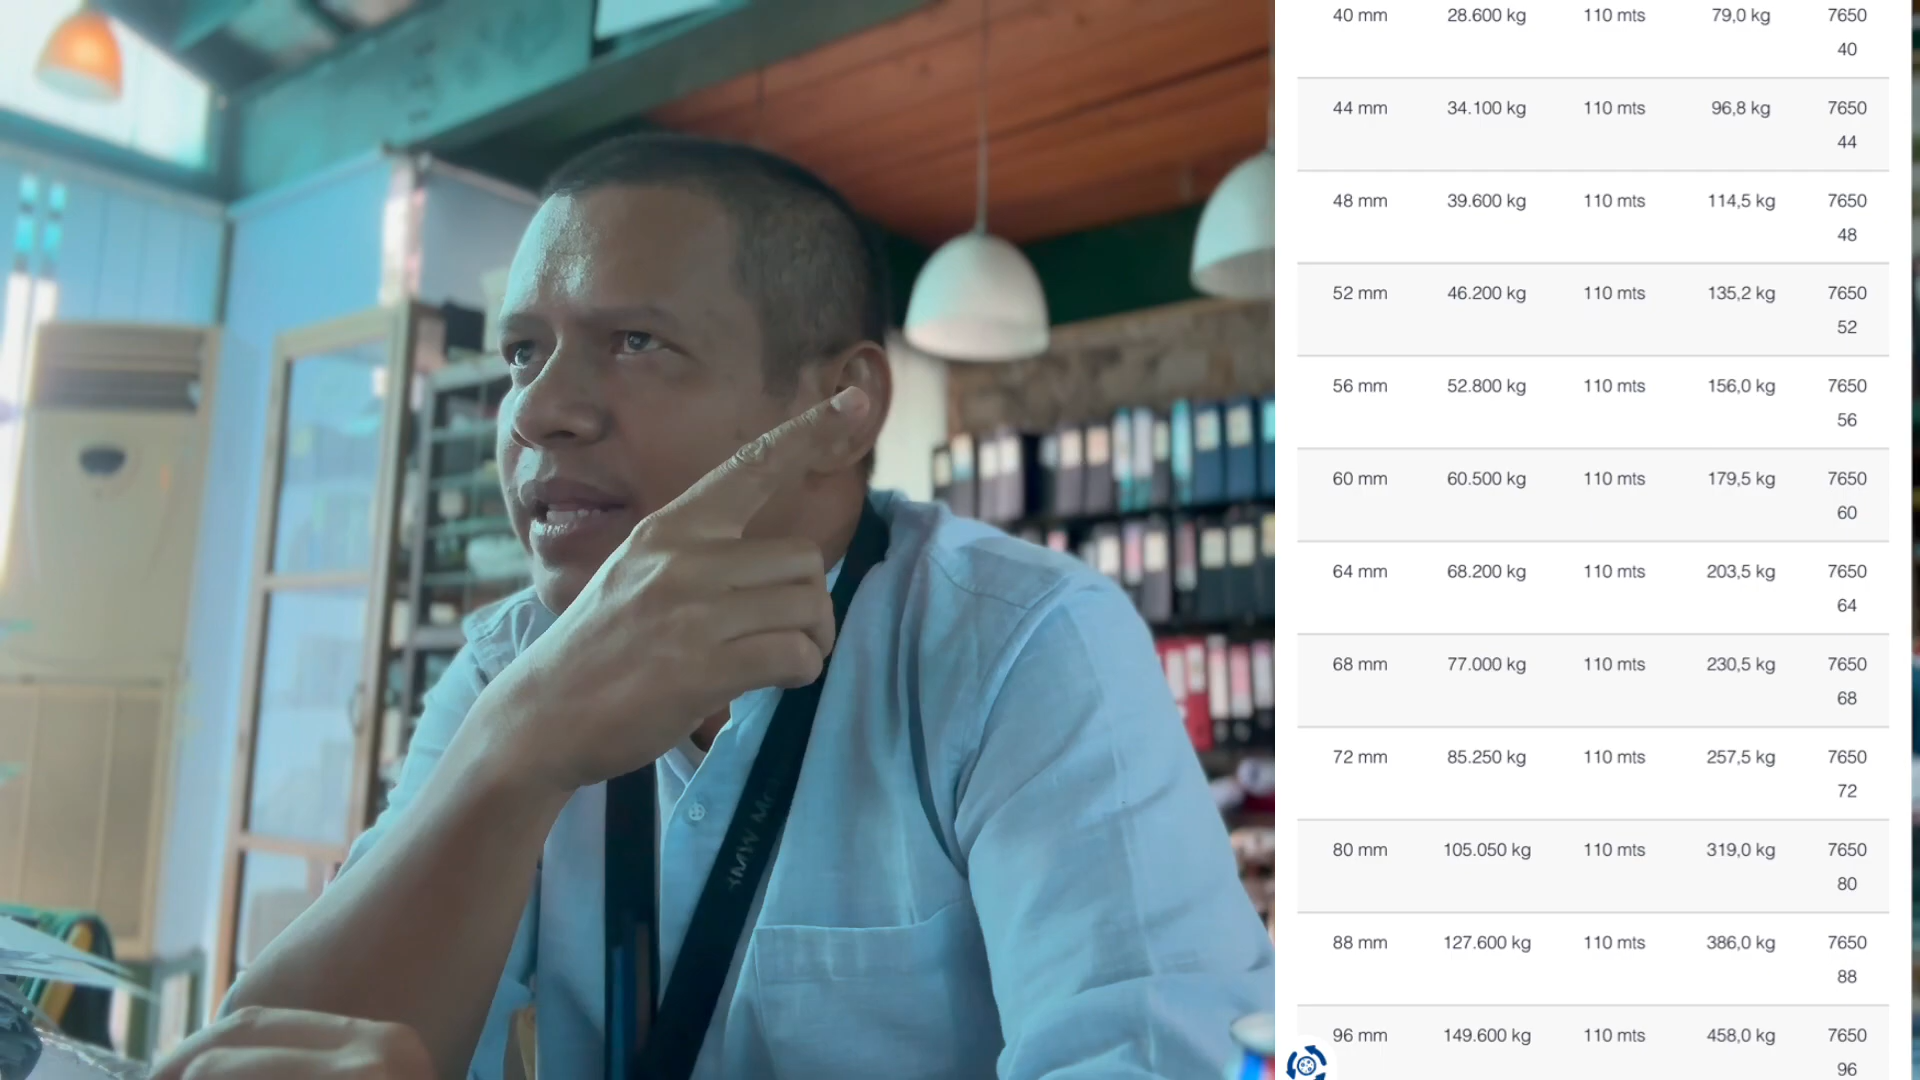 40 mm 28.600 kg 110 mts 79,0 kg 7650
40
44 mm 34.100 kg 110 mts 96,8 kg 7650
44
48 mm 39.600 kg 110 mts 114,5 kg 7650
48
52 mm 46.200 kg 110 mts 135,2 kg 7650
52
56 mm 52.800 kg 110 mts 156,0 kg 7650
56
60 mm 60.500 kg 110 mts 179,5 kg 7650
60
64 mm 68.200 kg 110 mts 203,5 kg 7650
64
68 mm 77.000 kg 110 mts 230,5 kg 7650
68
72 mm 85.250 kg 110 mts 257,5 kg 7650
72
80 mm 105.050 kg 110 mts 319,0 kg 7650
80
88 mm 127.600 kg 110 mts 386,0 kg 7650
88
96 mm 149.600 kg 110 mts 458,0 kg 7650
96